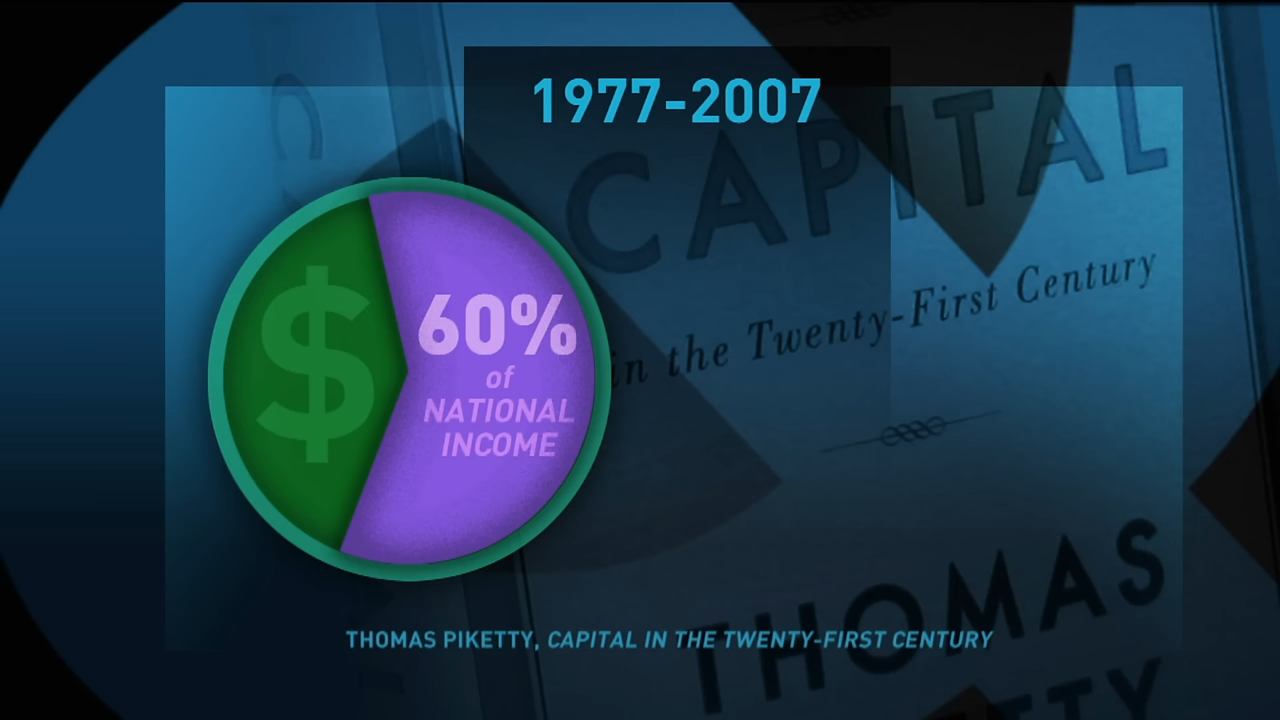 1977-2007
CAPITAL
in the Twenty-First Century
$
60%
of
NATIONAL
INCOME
THOMAS
THOMAS PIKETTY, CAPITAL IN THE TWENTY-FIRST CENTURY
ETTY